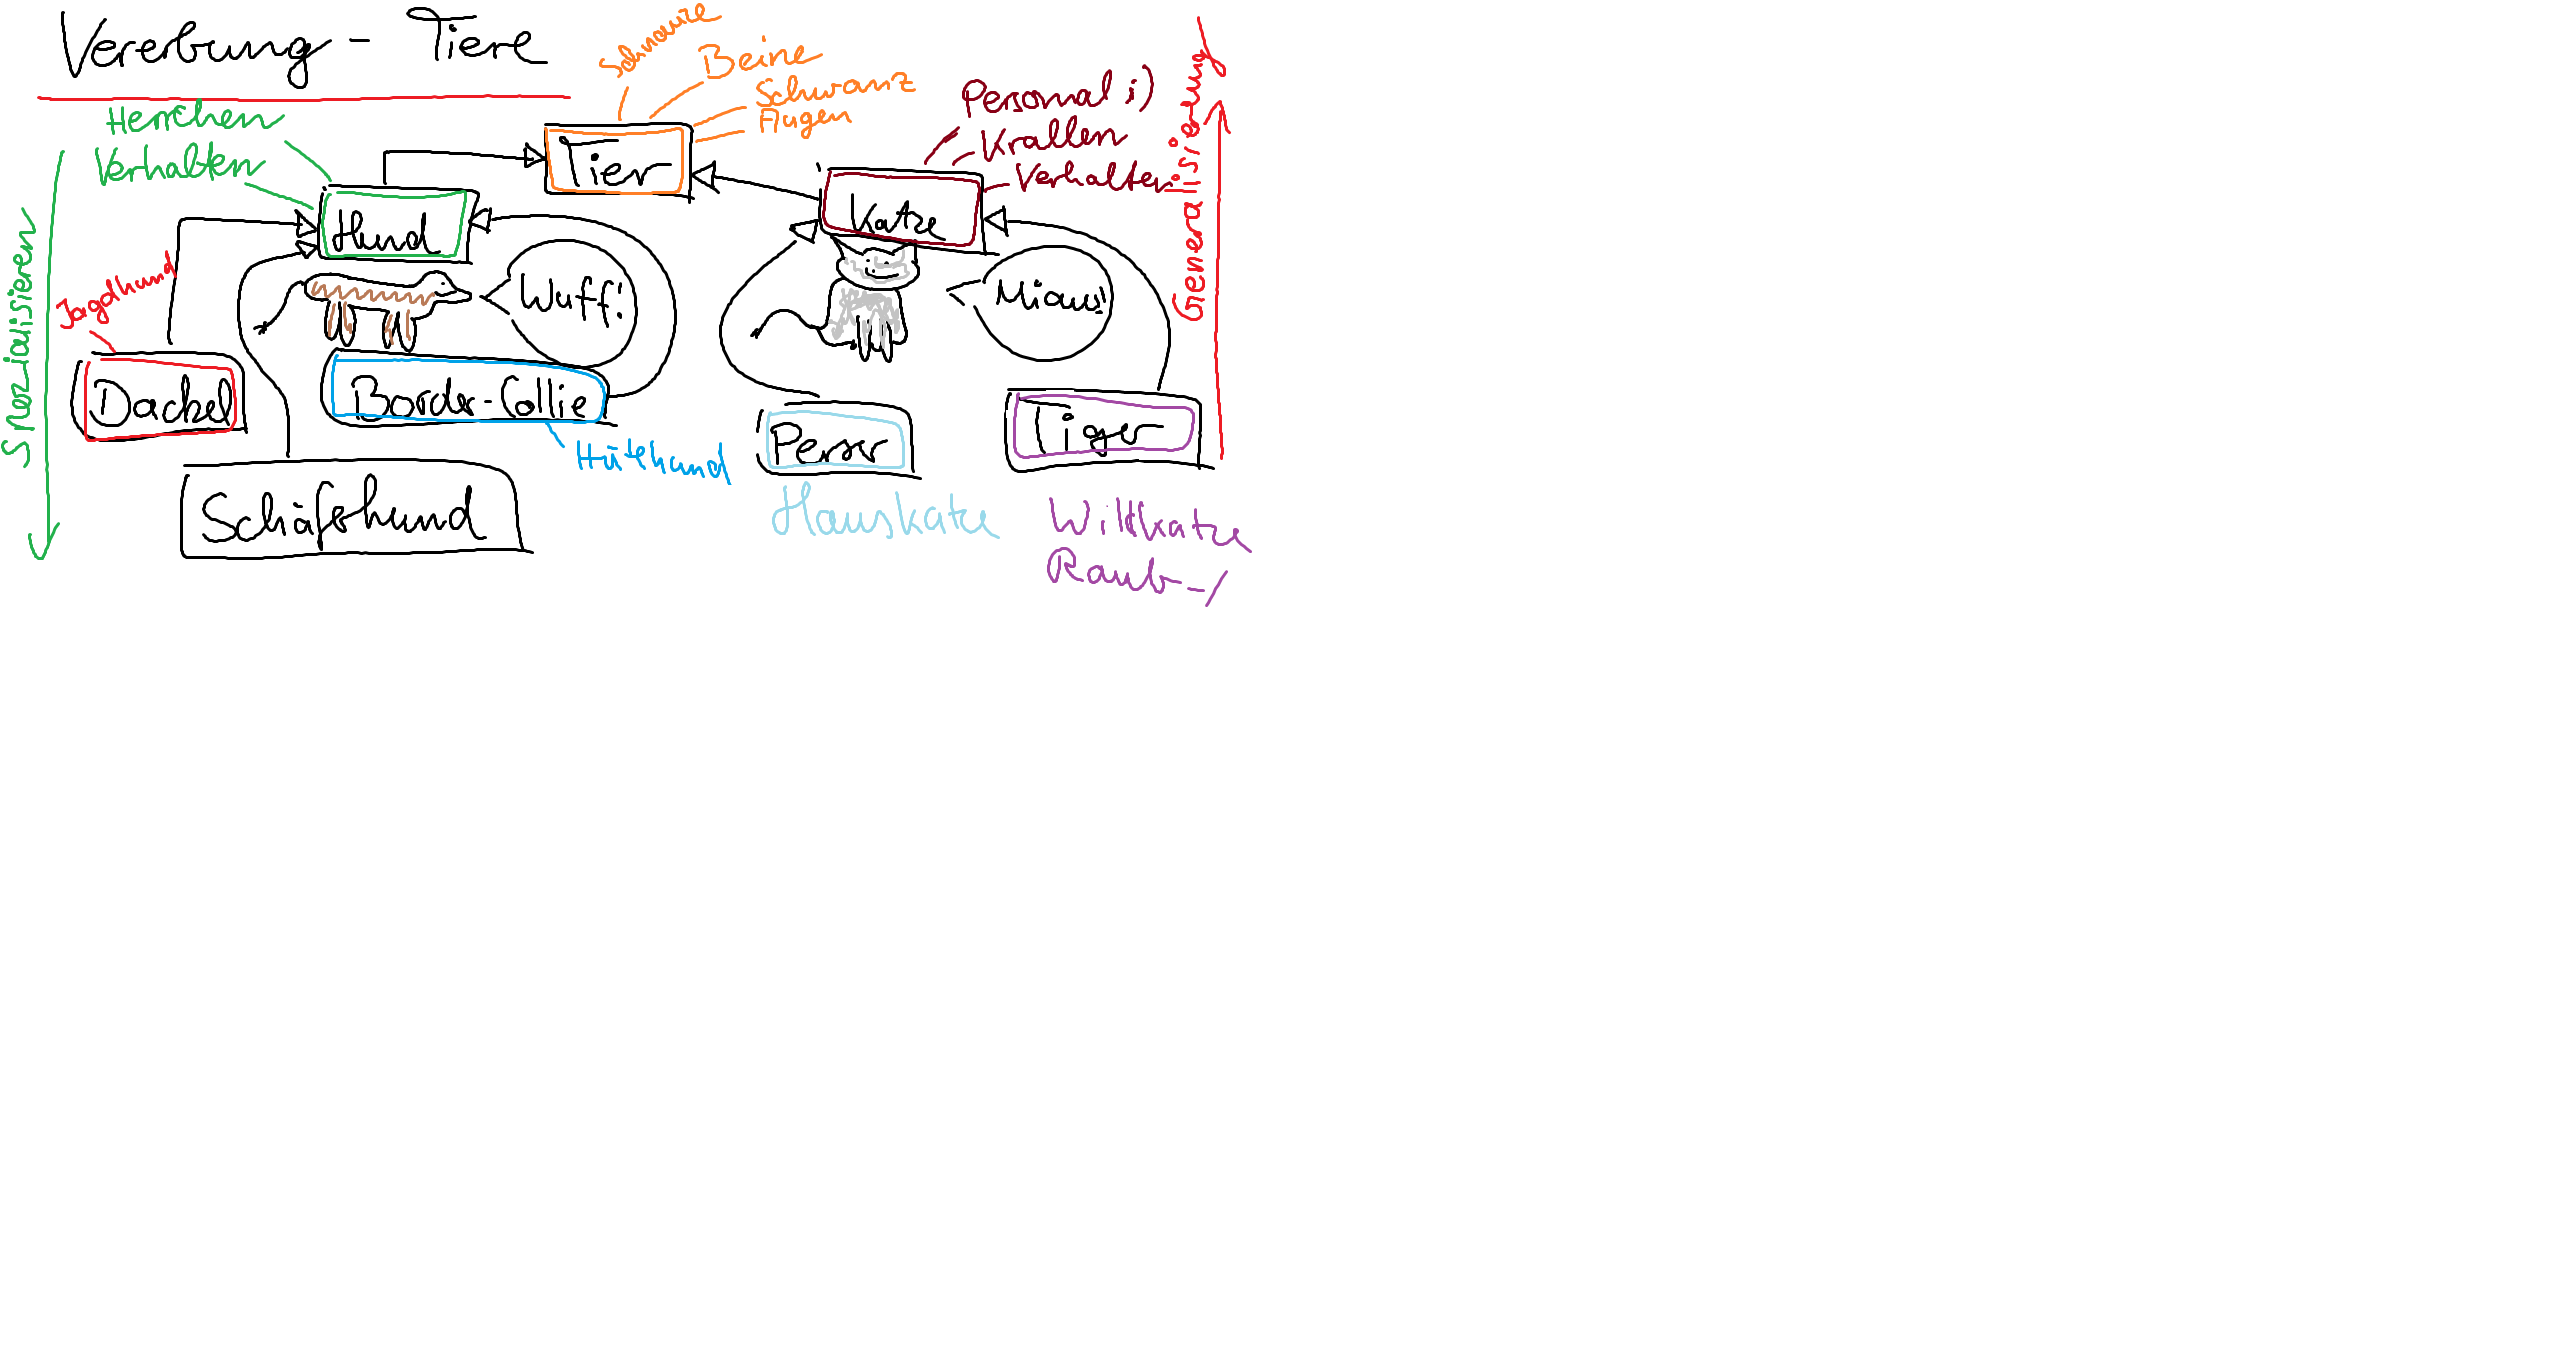 Vererbung - Tiere
Schnauze
Beine
Schwanz
Augen
Personal ;)
Krallen
Verhalten
Herrchen
Verhalten
Tier
Hund
Katze
Spezialisieren
Generalisierung
Jagdhund
Wuff!
Miau!
Dackel
Border-Collie
Hütehund
Perser
Tiger
Schäferhund
Hauskatze
Wildkatze
Raub-/